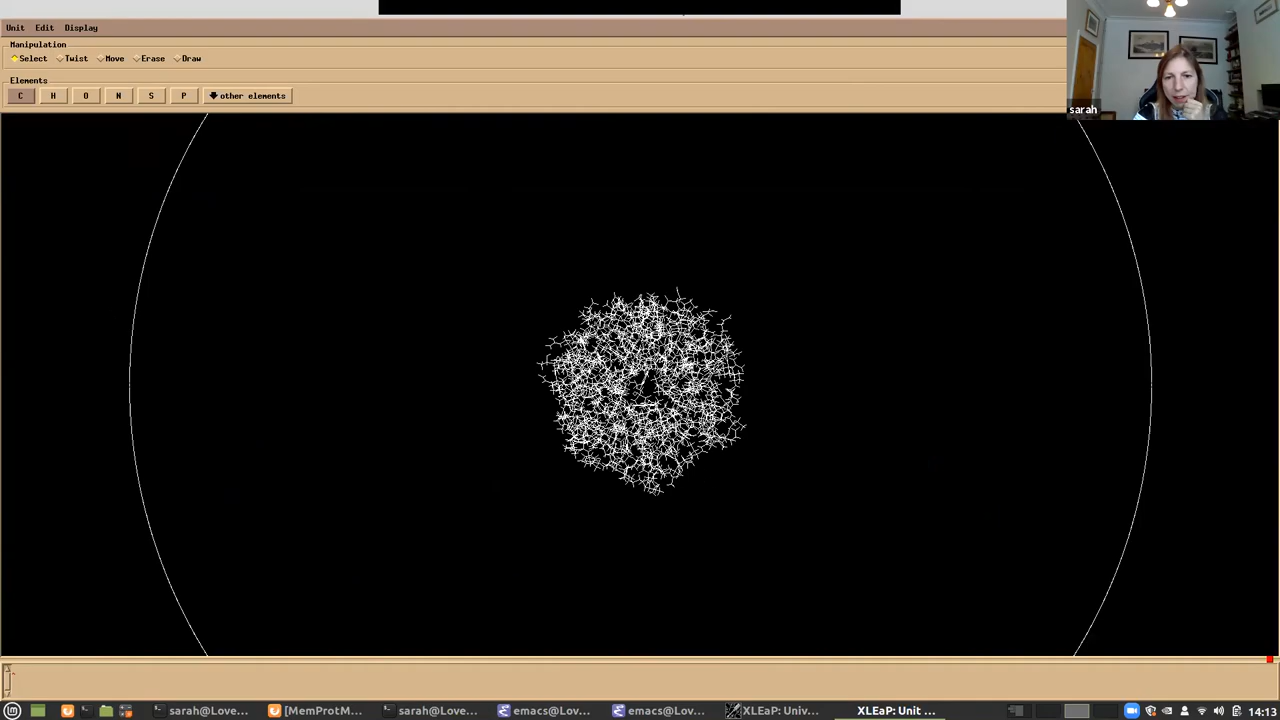 Unit Edit Display
Manipulation
Select Twist Move Erase Draw
Elements
C H O N S P other elements
sarah
sarah@Love... [MemProtM... sarah@Love... emacs@Lov... emacs@Lov... XLEaP: Univ... XLEaP: Unit ... 14:13